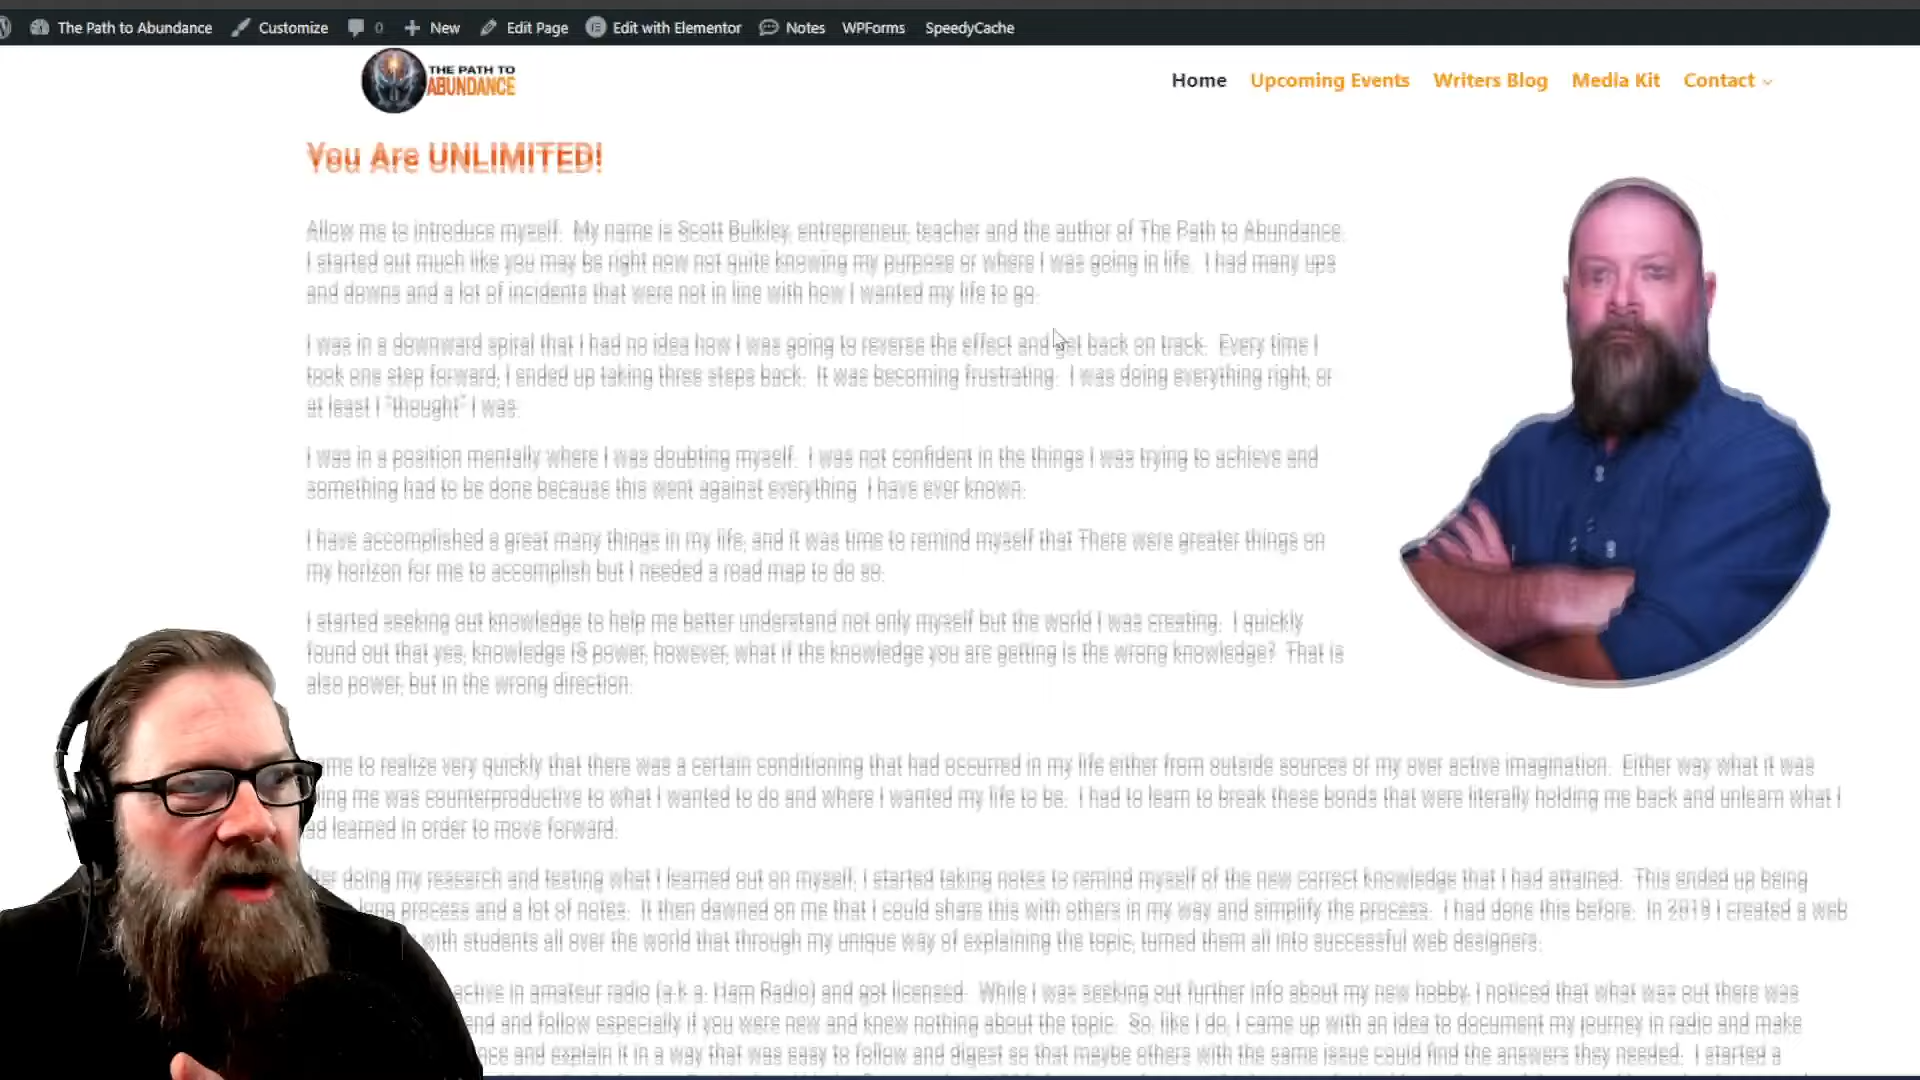 The Path to Abundance Customize 0 New Edit Page Edit with Elementor Notes WPForms SpeedyCache
THE PATH TO
ABUNDANCE
Home Upcoming Events Writers Blog Media Kit Contact
You Are UNLIMITED!
Allow me to introduce myself. My name is Scott Bulkley, entrepreneur, teacher and the author of The Path to Abundance.
I started out much like you may be right now not quite knowing my purpose or where I was going in life. I had many ups
and downs and a lot of incidents that were not in line with how I wanted my life to go.
I was in a downward spiral that I had no idea how I was going to reverse the effect and get back on track. Every time I
took one step forward, I ended up taking three steps back. It was becoming frustrating. I was doing everything right, or
at least I "thought" I was.
I was in a position mentally where I was doubting myself. I was not confident in the things I was trying to achieve and
something had to be done because this went against everything I have ever known.
I have accomplished a great many things in my life, and it was time to remind myself that There were greater things on
my horizon for me to accomplish but I needed a road map to do so.
I started seeking out knowledge to help me better understand not only myself but the world I was creating. I quickly
found out that yes, knowledge IS power, however, what if the knowledge you are getting is the wrong knowledge? That is
also power, but in the wrong direction.
ame to realize very quickly that there was a certain conditioning that had occurred in my life either from outside sources or my over active imagination. Either way what it was
ing me was counterproductive to what I wanted to do and where I wanted my life to be. I had to learn to break these bonds that were literally holding me back and unlearn what I
ad learned in order to move forward.
ter doing my research and testing what I learned out on myself, I started taking notes to remind myself of the new correct knowledge that I had attained. This ended up being
long process and a lot of notes. It then dawned on me that I could share this with others in my way and simplify the process. I had done this before. In 2019 I created a web
with students all over the world that through my unique way of explaining the topic, turned them all into successful web designers.
active in amateur radio (a.k.a. Ham Radio) and got licensed. While I was seeking out further info about my new hobby, I noticed that what was out there was
end and follow especially if you were new and knew nothing about the topic. So, like I do, I came up with an idea to document my journey in radio and make
nce and explain it in a way that was easy to follow and digest so that maybe others with the same issue could find the answers they needed. I started a